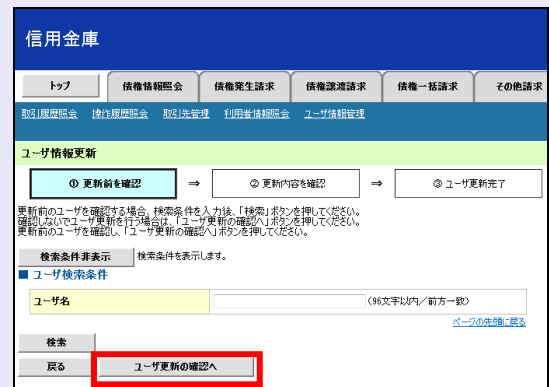 信用金庫
トップ 債権情報照会 債権発生請求 債権譲渡請求 債権一括請求 その他請求
取引履歴照会 操作履歴照会 取引先管理 利用者情報照会 ユーザ情報管理
ユーザ情報更新
① 更新前を確認 ⇒ ② 更新内容を確認 ⇒ ③ ユーザ更新完了
更新前のユーザを確認する場合、検索条件を入力後、「検索」ボタンを押してください。
確認しないでユーザ更新を行う場合は、「ユーザ更新の確認へ」ボタンを押してください。
更新前のユーザを確認し、「ユーザ更新の確認へ」ボタンを押してください。
検索条件非表示 検索条件を表示します。
■ ユーザ検索条件
ユーザ名 (96文字以内/前方一致)
ページの先頭に戻る
検索
戻る ユーザ更新の確認へ